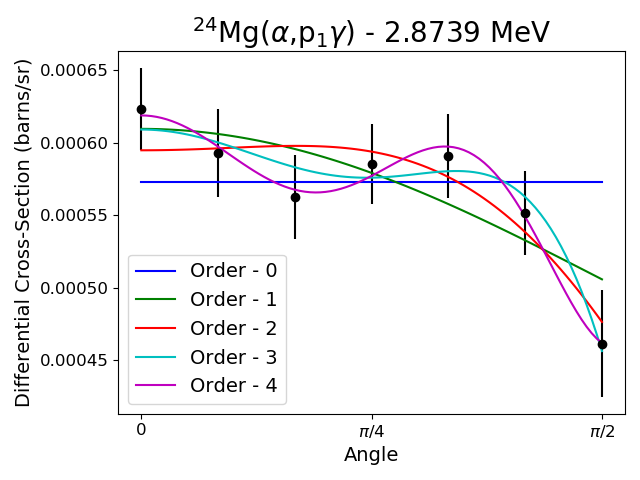 ²⁴Mg(α,p₁γ) - 2.8739 MeV
Differential Cross-Section (barns/sr)
0.00065
0.00060
0.00055
0.00050
0.00045
Order - 0
Order - 1
Order - 2
Order - 3
Order - 4
0
π/4
π/2
Angle